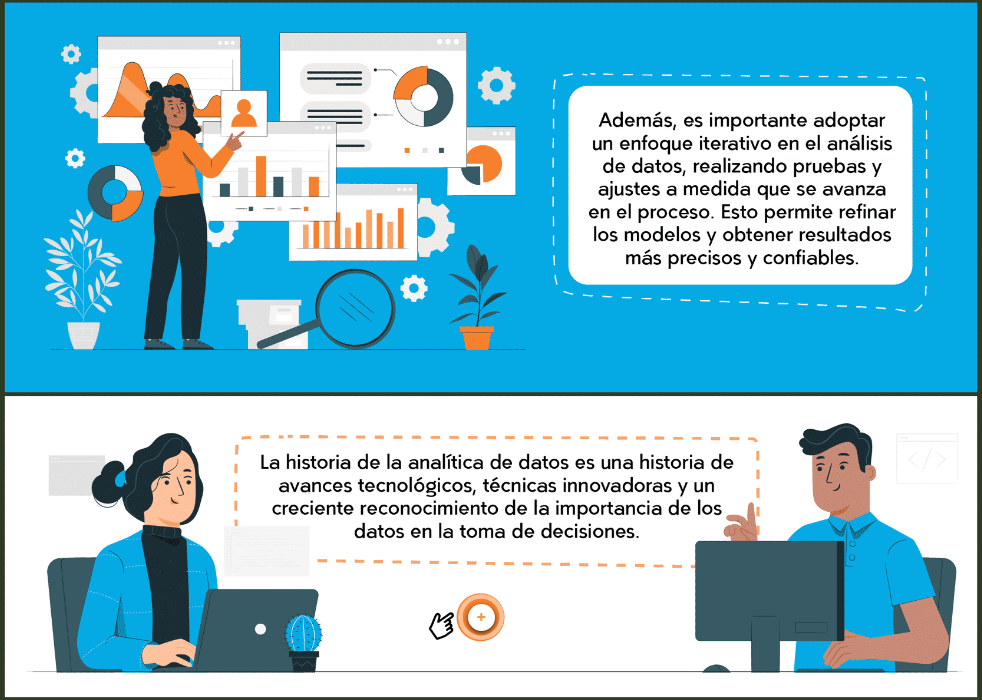 Además, es importante adoptar
un enfoque iterativo en el análisis
de datos, realizando pruebas y
ajustes a medida que se avanza
en el proceso. Esto permite refinar
los modelos y obtener resultados
más precisos y confiables.
La historia de la analítica de datos es una historia de
avances tecnológicos, técnicas innovadoras y un
creciente reconocimiento de la importancia de los
datos en la toma de decisiones.